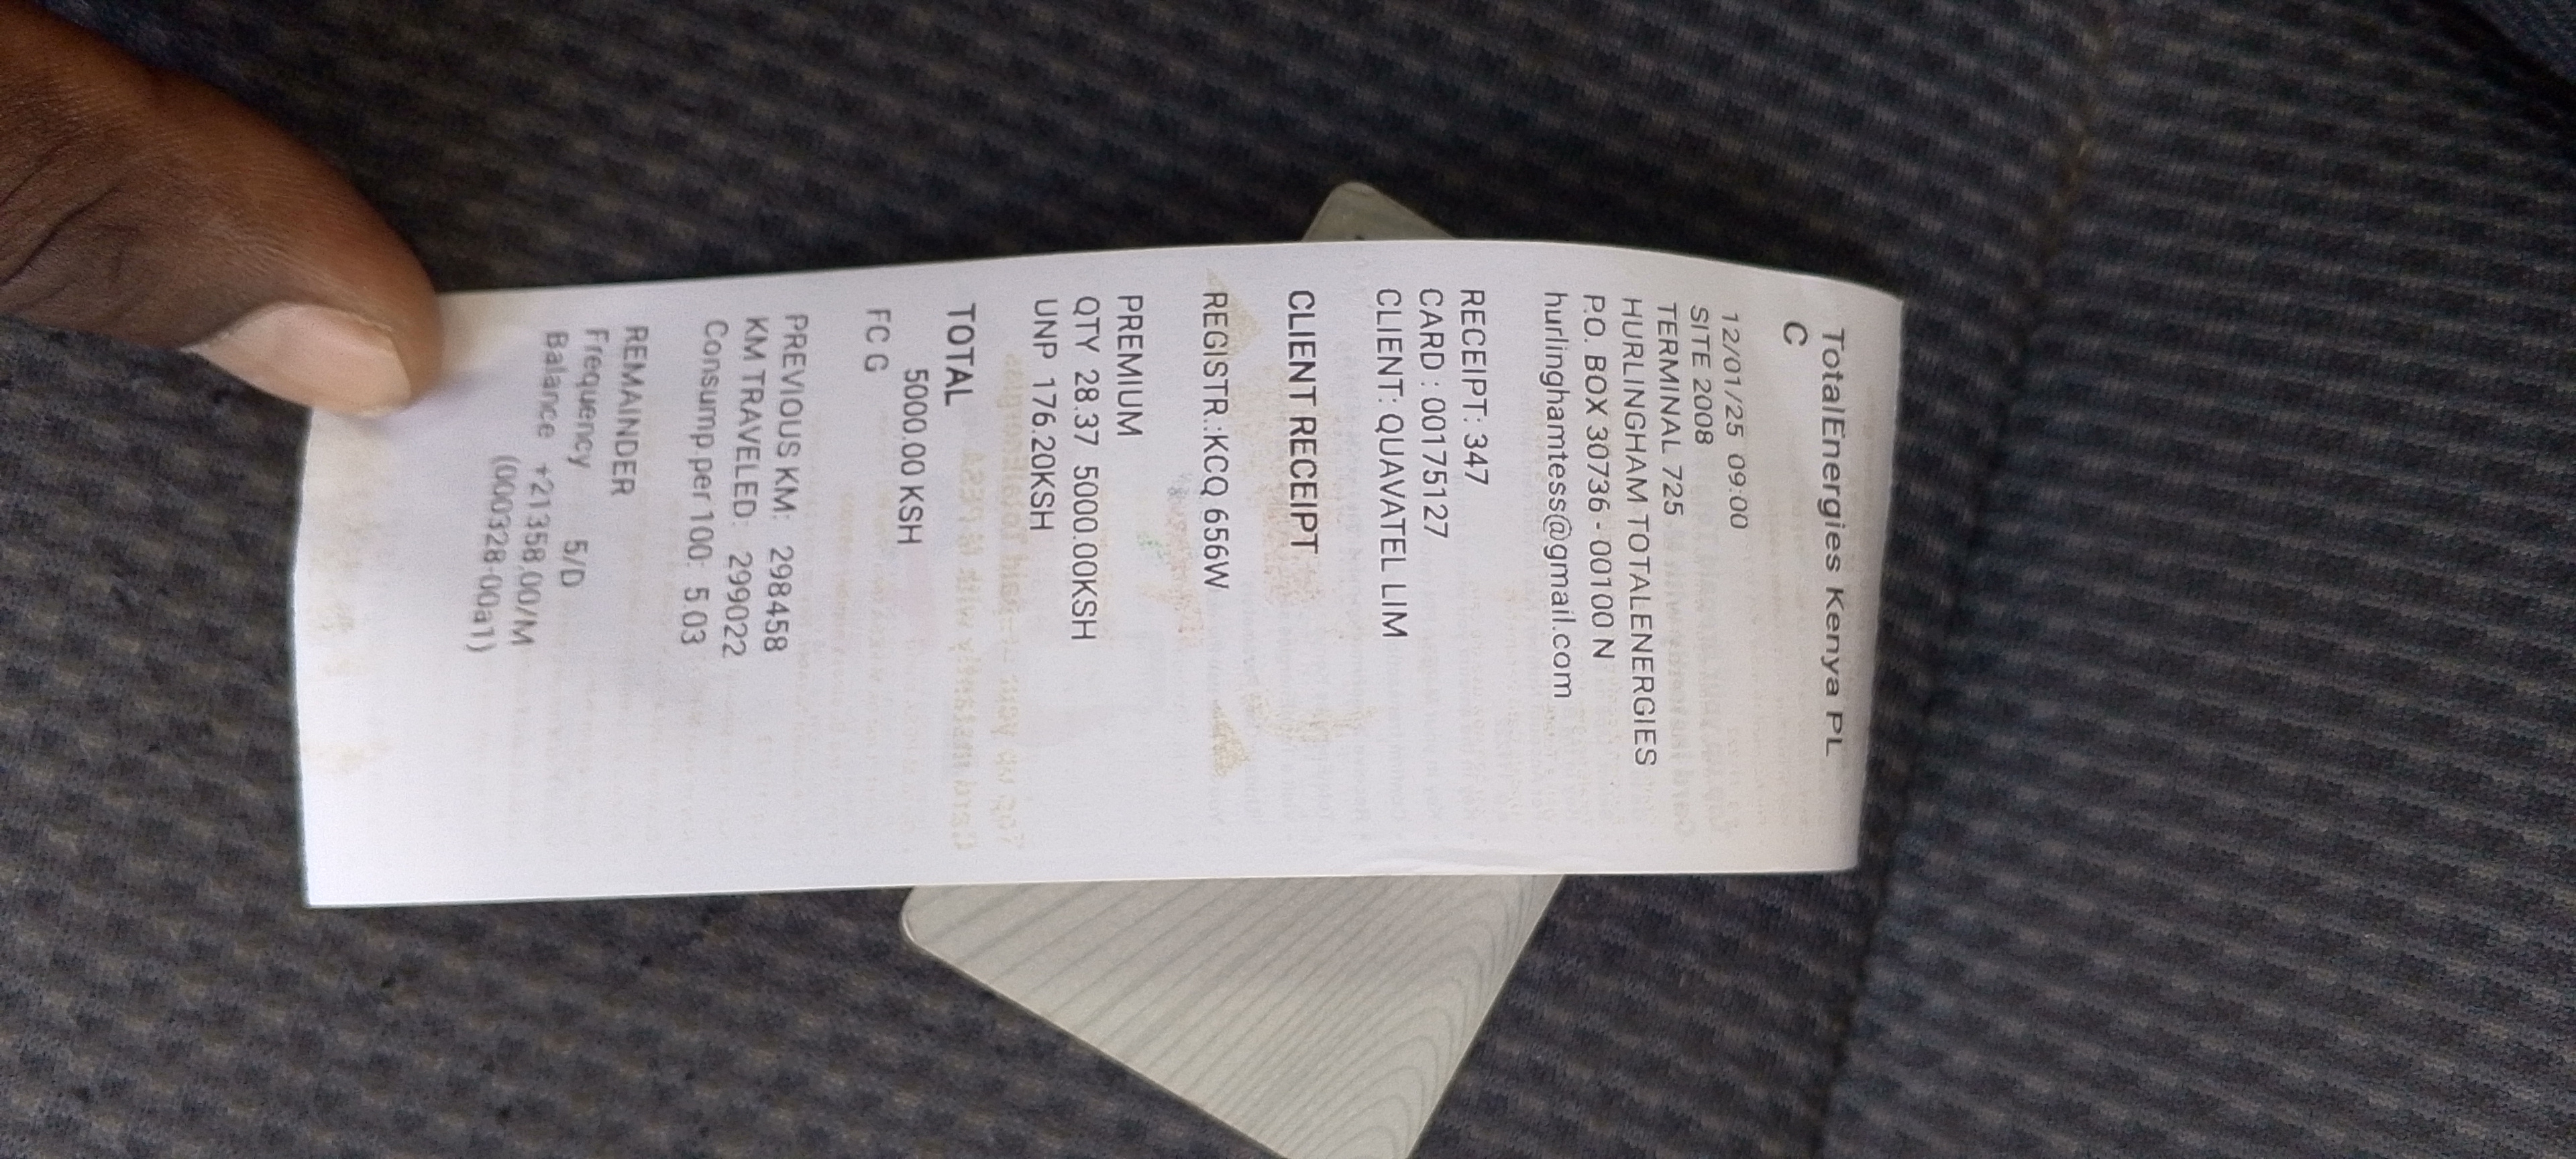 TotalEnergies Kenya PL
C
12/01/25 09:00
SITE 2008
TERMINAL 725
HURLINGHAM TOTALENERGIES
P.O. BOX 30736 - 00100 N
hurlinghamtess@gmail.com
RECEIPT: 347
CARD : 00175127
CLIENT: QUAVATEL LIM
CLIENT RECEIPT
REGISTR.:KCQ 656W
PREMIUM
QTY 28.37 5000.00KSH
UNP 176.20KSH
TOTAL
5000.00 KSH
FC G
PREVIOUS KM: 298458
KM TRAVELED: 299022
Consump.per 100: 5.03
REMAINDER
Frequency 5/D
Balance +21358.00/M
(000328-00a1)